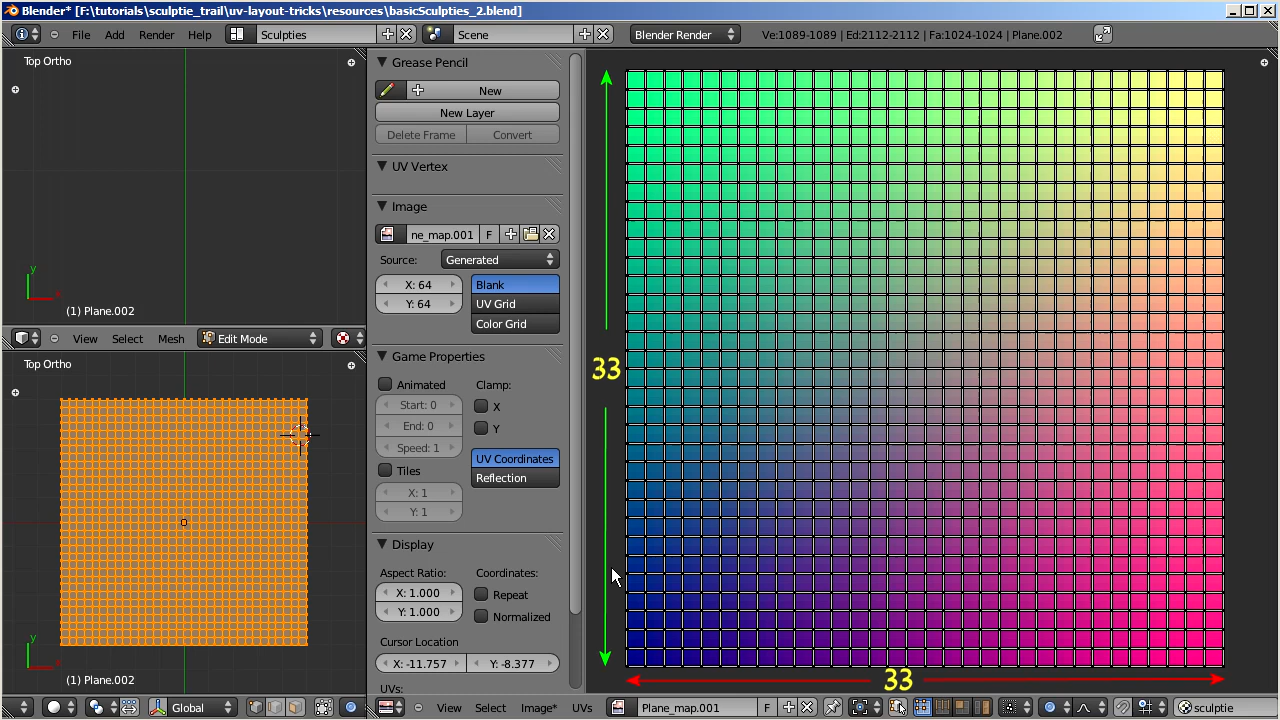 Blender* [F:\tutorials\sculptie_trail\uv-layout-tricks\resources\basicSculpties_2.blend]
File Add Render Help Sculpties Scene Blender Render Ve:1089-1089 | Ed:2112-2112 | Fa:1024-1024 | Plane.002
Top Ortho
y
x
(1) Plane.002
View Select Mesh Edit Mode
Top Ortho
y
x
(1) Plane.002
Global
Grease Pencil
New
New Layer
Delete Frame Convert
UV Vertex
Image
ne_map.001 F
Source: Generated
X: 64 Blank
Y: 64 UV Grid
Color Grid
Game Properties
Animated Clamp:
Start: 0 X
End: 0 Y
Speed: 1 UV Coordinates
Tiles Reflection
X: 1
Y: 1
Display
Aspect Ratio: Coordinates:
X: 1.000 Repeat
Y: 1.000 Normalized
Cursor Location
X: -11.757 Y: -8.377
UVs:
33
33
View Select Image* UVs Plane_map.001 F sculptie